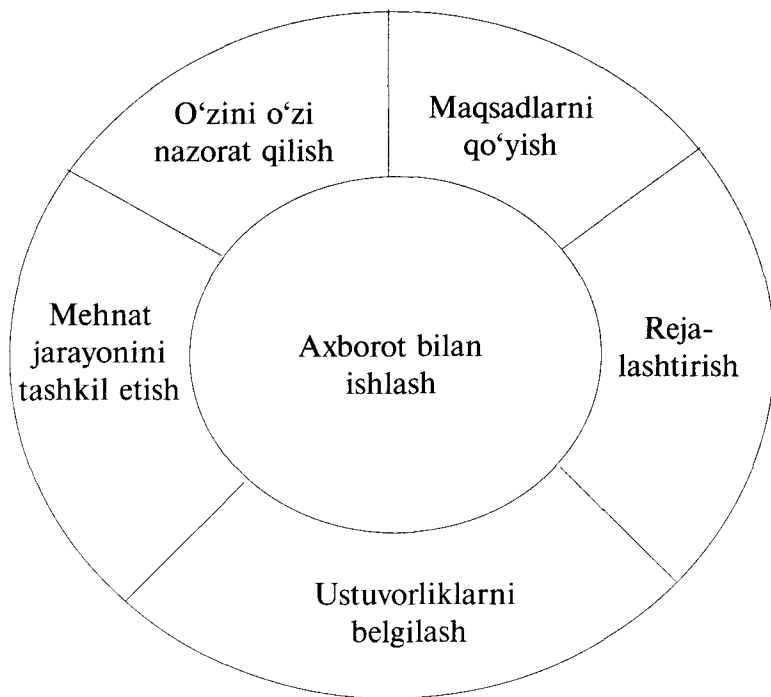 O‘zini o‘zi
nazorat qilish
Maqsadlarni
qo‘yish
Mehnat
jarayonini
tashkil etish
Axborot bilan
ishlash
Reja-
lashtirish
Ustuvorliklarni
belgilash